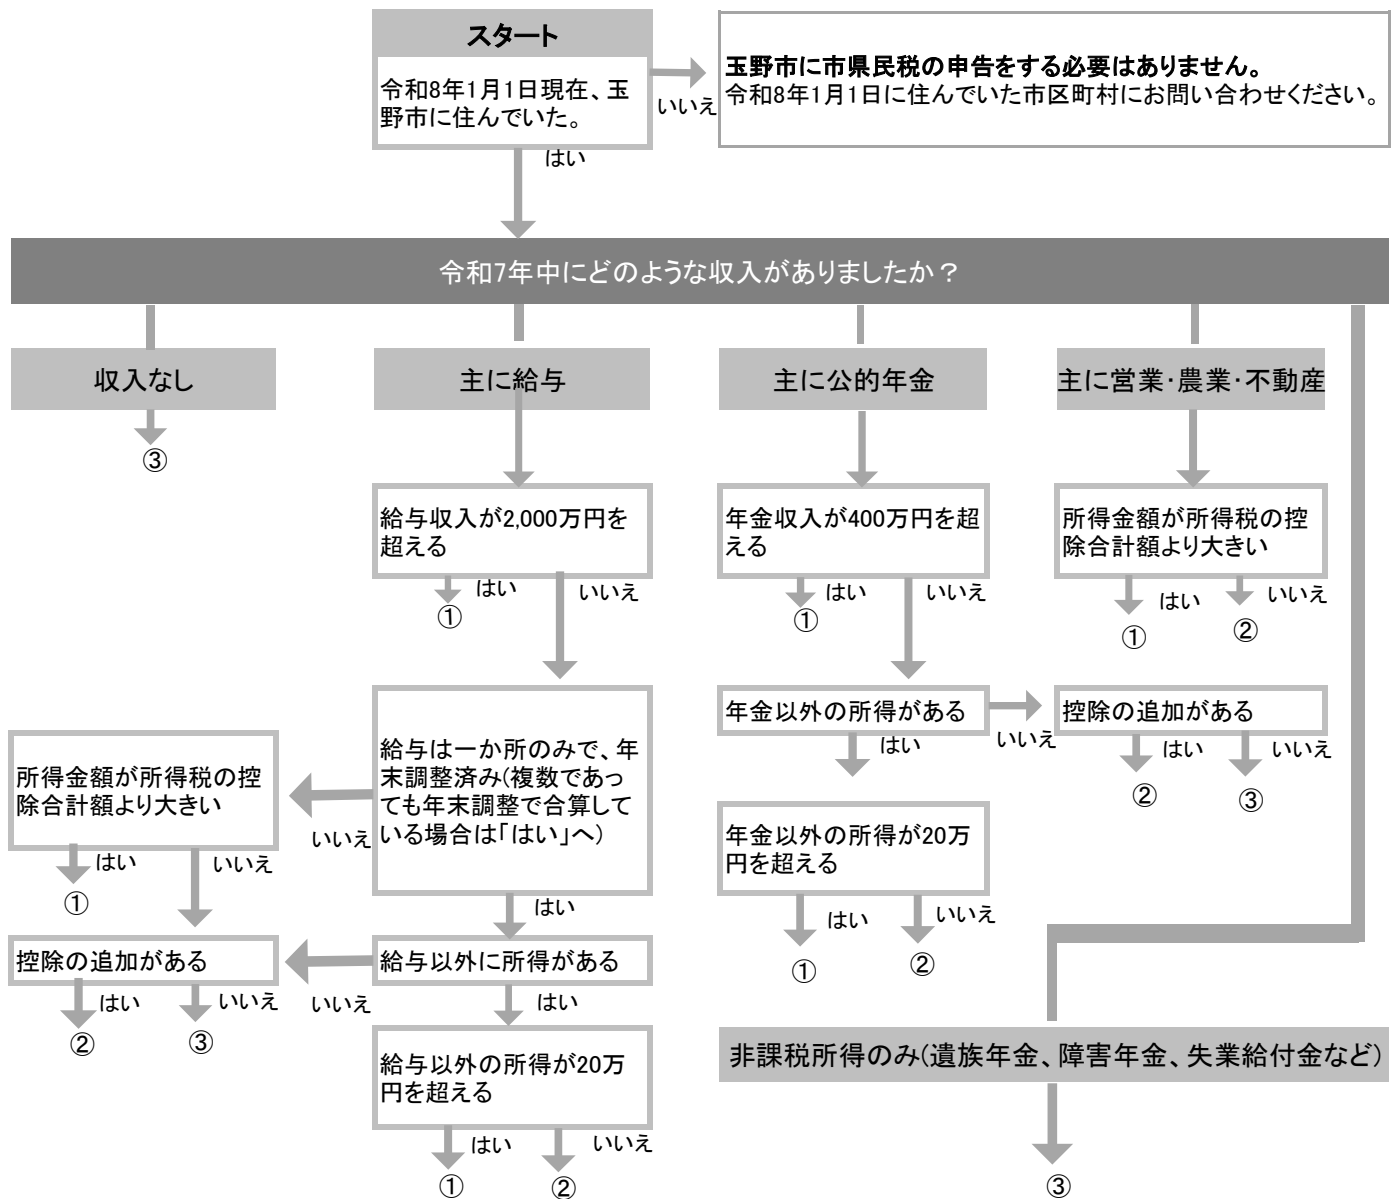 スタート
令和8年1月1日現在、玉
野市に住んでいた。
いいえ
玉野市に市県民税の申告をする必要はありません。
令和8年1月1日に住んでいた市区町村にお問い合わせください。
はい
令和7年中にどのような収入がありましたか？
収入なし
③
主に給与
給与収入が2,000万円を
超える
はい
いいえ
①
給与は一か所のみで、年
末調整済み(複数であっ
ても年末調整で合算して
いる場合は「はい」へ)
いいえ
はい
所得金額が所得税の控
除合計額より大きい
はい
いいえ
①
給与以外に所得がある
いいえ
はい
控除の追加がある
はい
いいえ
②
③
給与以外の所得が20万
円を超える
はい
いいえ
①
②
主に公的年金
年金収入が400万円を超
える
はい
いいえ
①
年金以外の所得がある
はい
いいえ
控除の追加がある
はい
いいえ
②
③
年金以外の所得が20万
円を超える
はい
いいえ
①
②
主に営業･農業･不動産
所得金額が所得税の控
除合計額より大きい
はい
いいえ
①
②
非課税所得のみ(遺族年金、障害年金、失業給付金など)
③